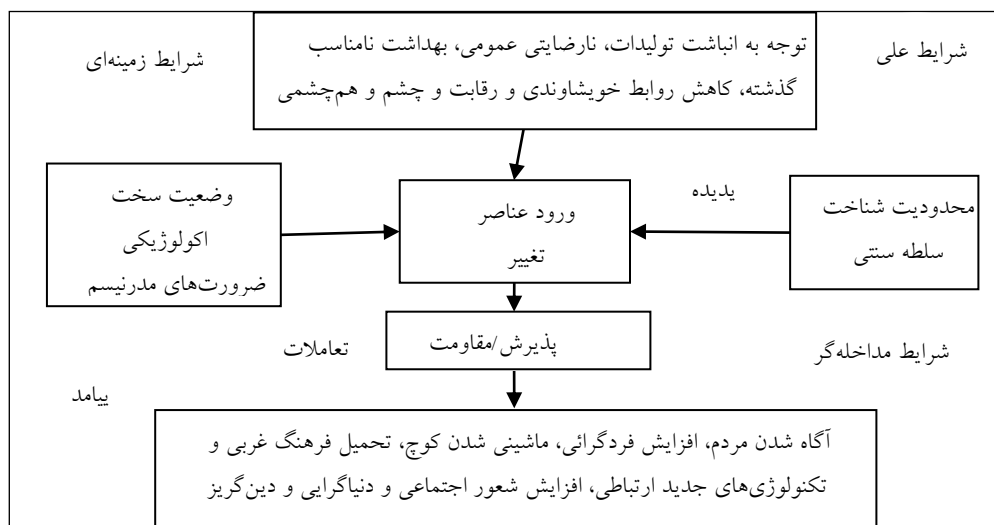 شرایط علی
توجه به انباشت تولیدات، نارضایتی عمومی، بهداشت نامناسب
گذشته، کاهش روابط خویشاوندی و رقابت و چشم و هم‌چشمی
شرایط زمینه‌ای
محدودیت شناخت
سلطه سنتی
یدیده
ورود عناصر
تغییر
وضعیت سخت
اکولوژیکی
ضرورت‌های مدرنیسم
شرایط مداخله‌گر
پذیرش/مقاومت
تعاملات
پیامد
آگاه شدن مردم، افزایش فردگرائی، ماشینی شدن کوچ، تحمیل فرهنگ غربی و
تکنولوژی‌های جدید ارتباطی، افزایش شعور اجتماعی و دنیاگرایی و دین‌گریز